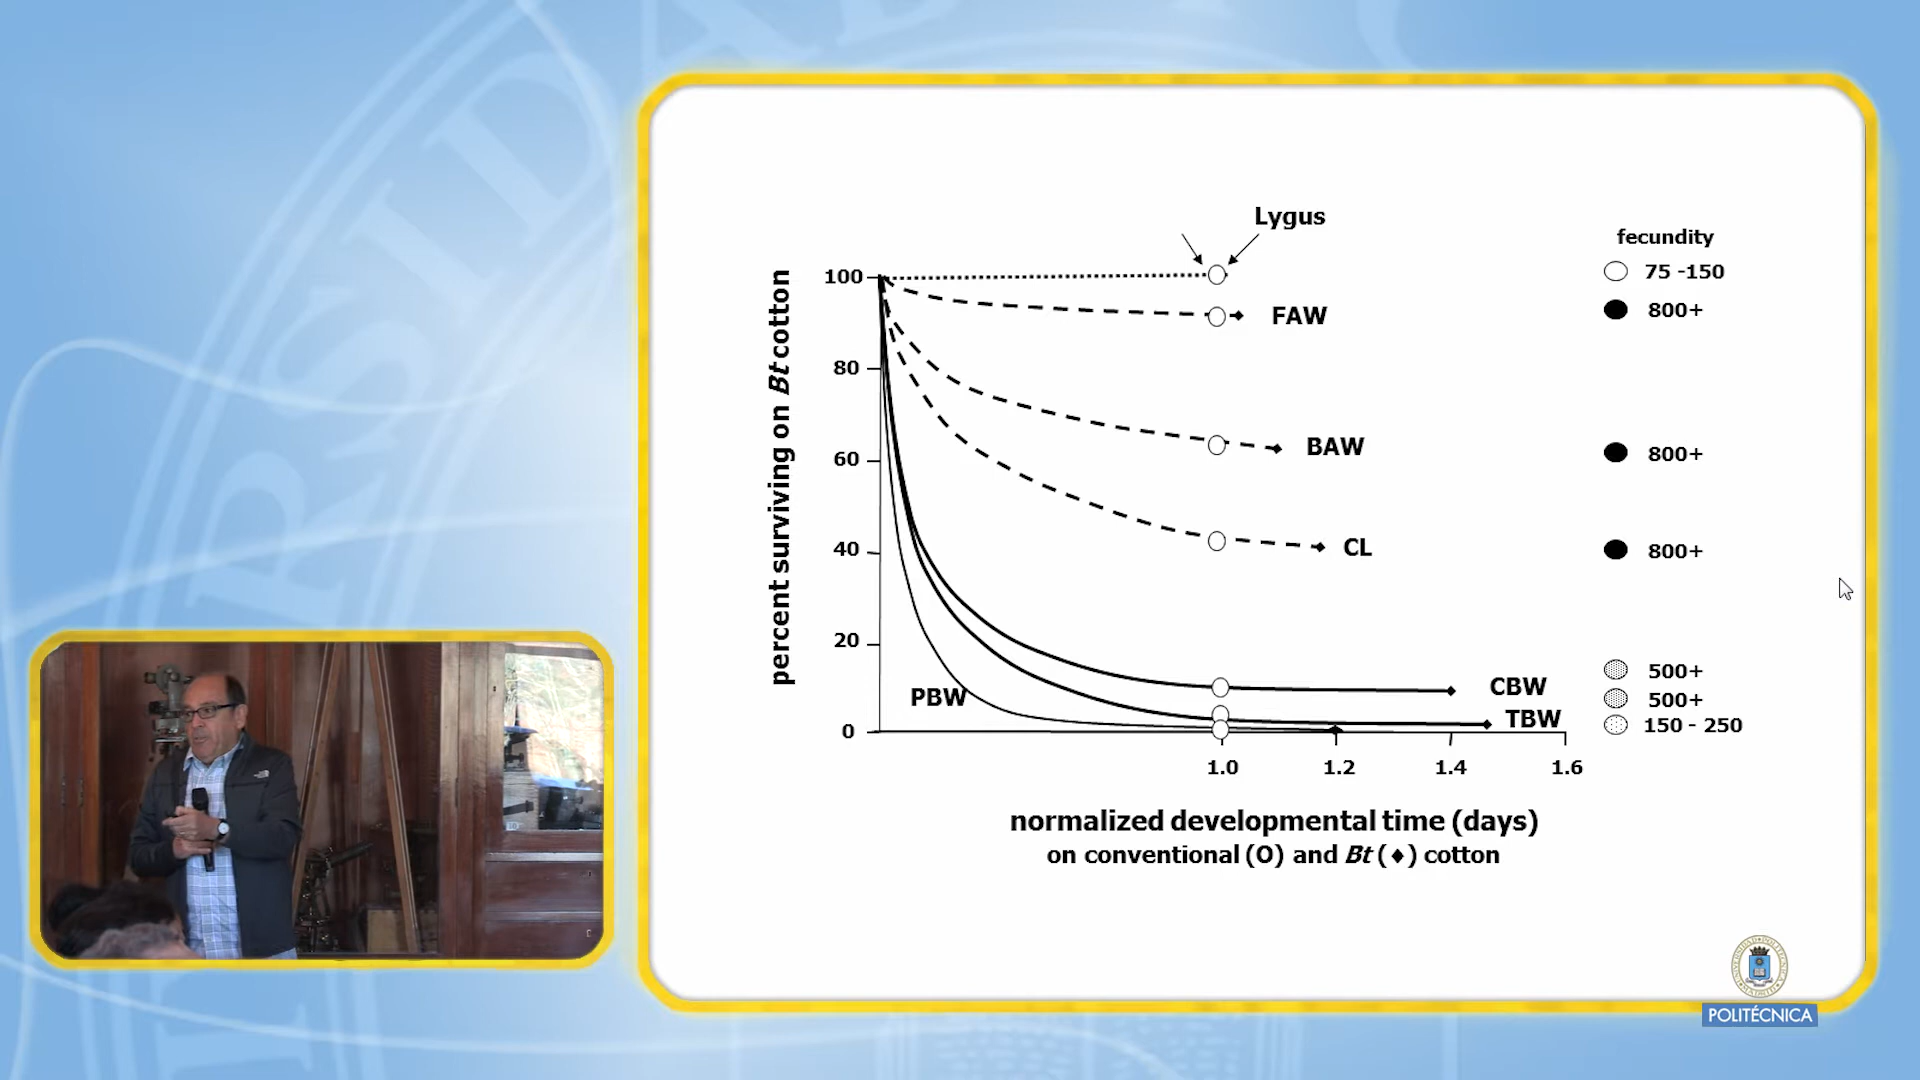 Lygus
fecundity
75 -150
100
FAW
800+
80
BAW
800+
60
CL
800+
40
20
500+
CBW
PBW
500+
TBW
150 - 250
0
1.0 1.2 1.4 1.6
percent surviving on Bt cotton
normalized developmental time (days)
on conventional (O) and Bt (♦) cotton
POLITÉCNICA